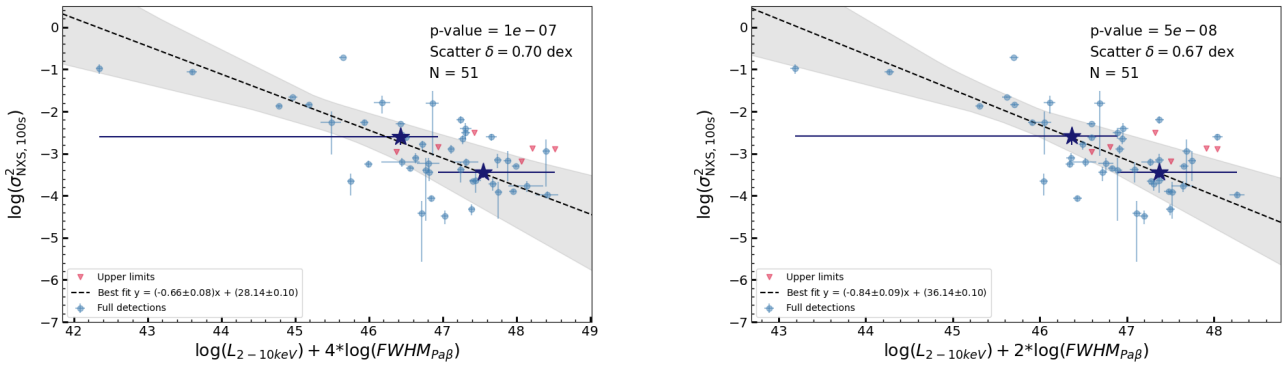 p-value = 1e−07
Scatter δ = 0.70 dex
N = 51
log(σ²NXS,100s)
0
−1
−2
−3
−4
−5
−6
−7
Upper limits
Best fit y = (-0.66±0.08)x + (28.14±0.10)
Full detections
42 43 44 45 46 47 48 49
log(L2−10keV) + 4*log(FWHMPaβ)
p-value = 5e−08
Scatter δ = 0.67 dex
N = 51
log(σ²NXS,100s)
0
−1
−2
−3
−4
−5
−6
−7
Upper limits
Best fit y = (-0.84±0.09)x + (36.14±0.10)
Full detections
43 44 45 46 47 48
log(L2−10keV) + 2*log(FWHMPaβ)